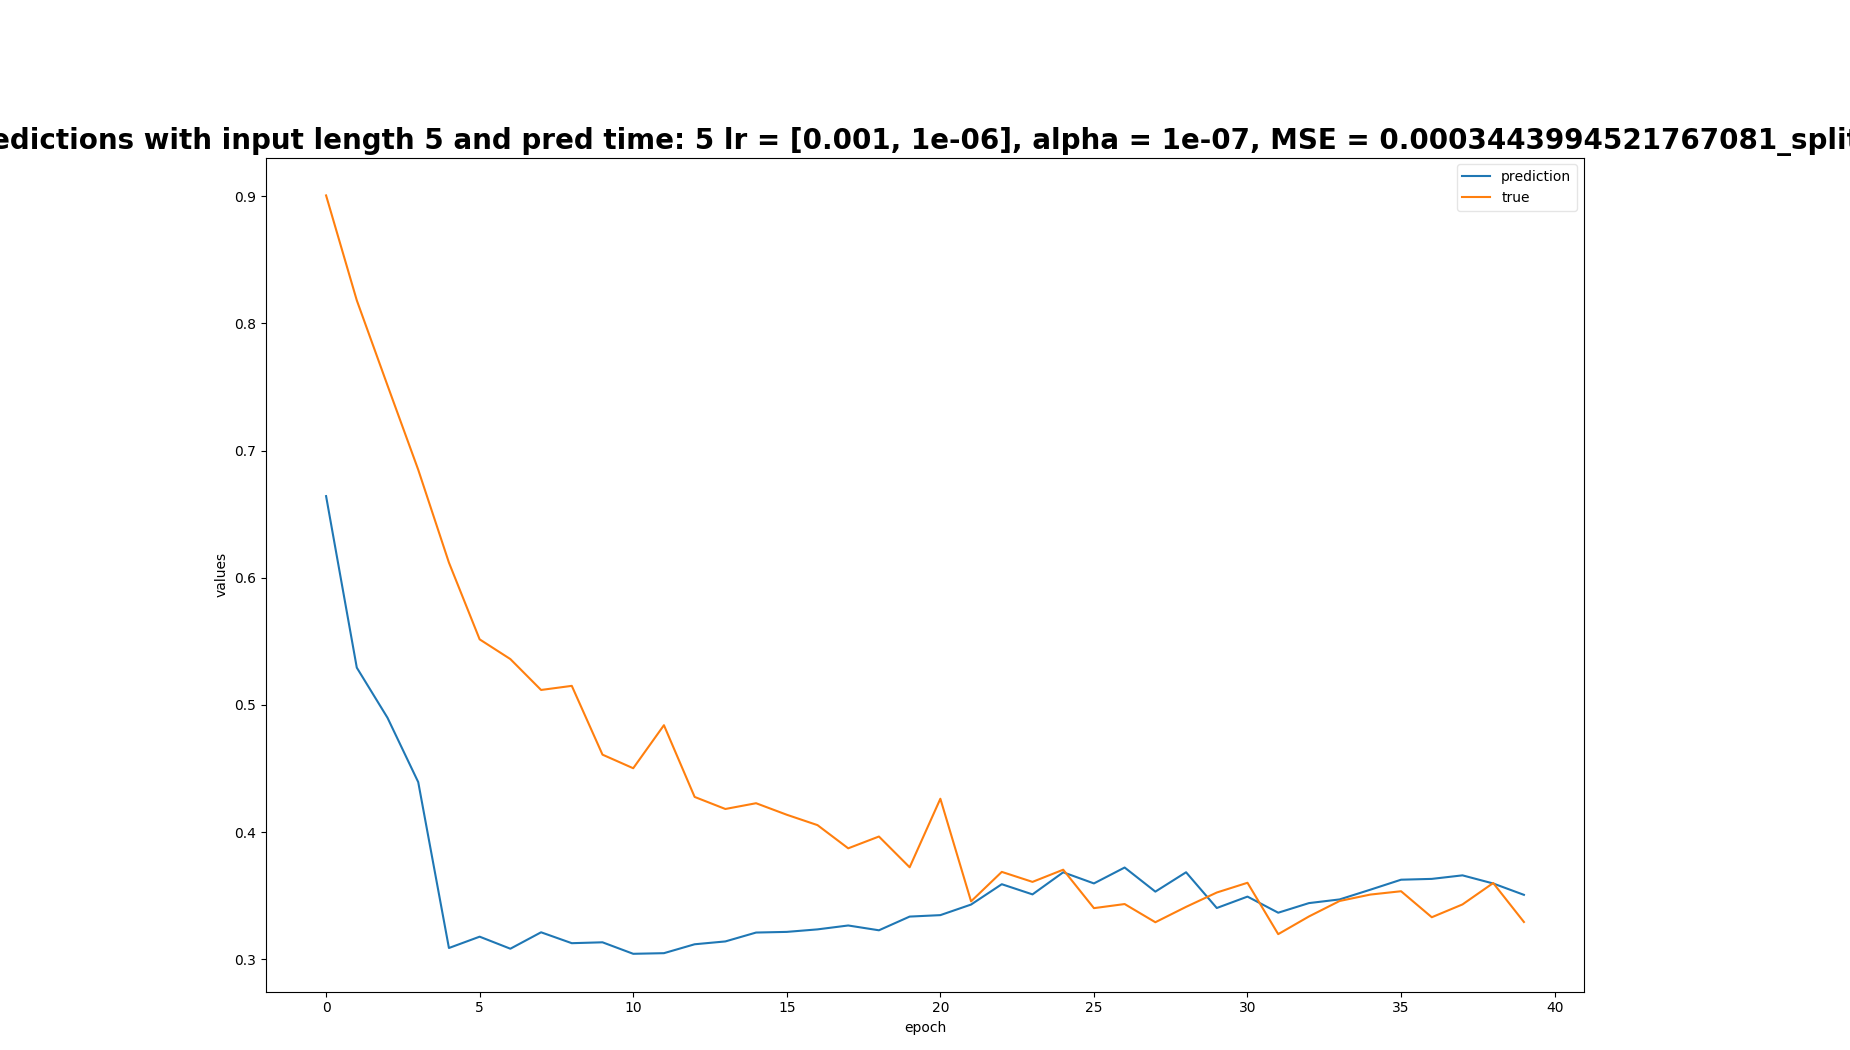 edictions with input length 5 and pred time: 5 lr = [0.001, 1e-06], alpha = 1e-07, MSE = 0.0003443994521767081_split
prediction
true
0.9
0.8
0.7
0.6
0.5
0.4
0.3
values
0 5 10 15 20 25 30 35 40
epoch